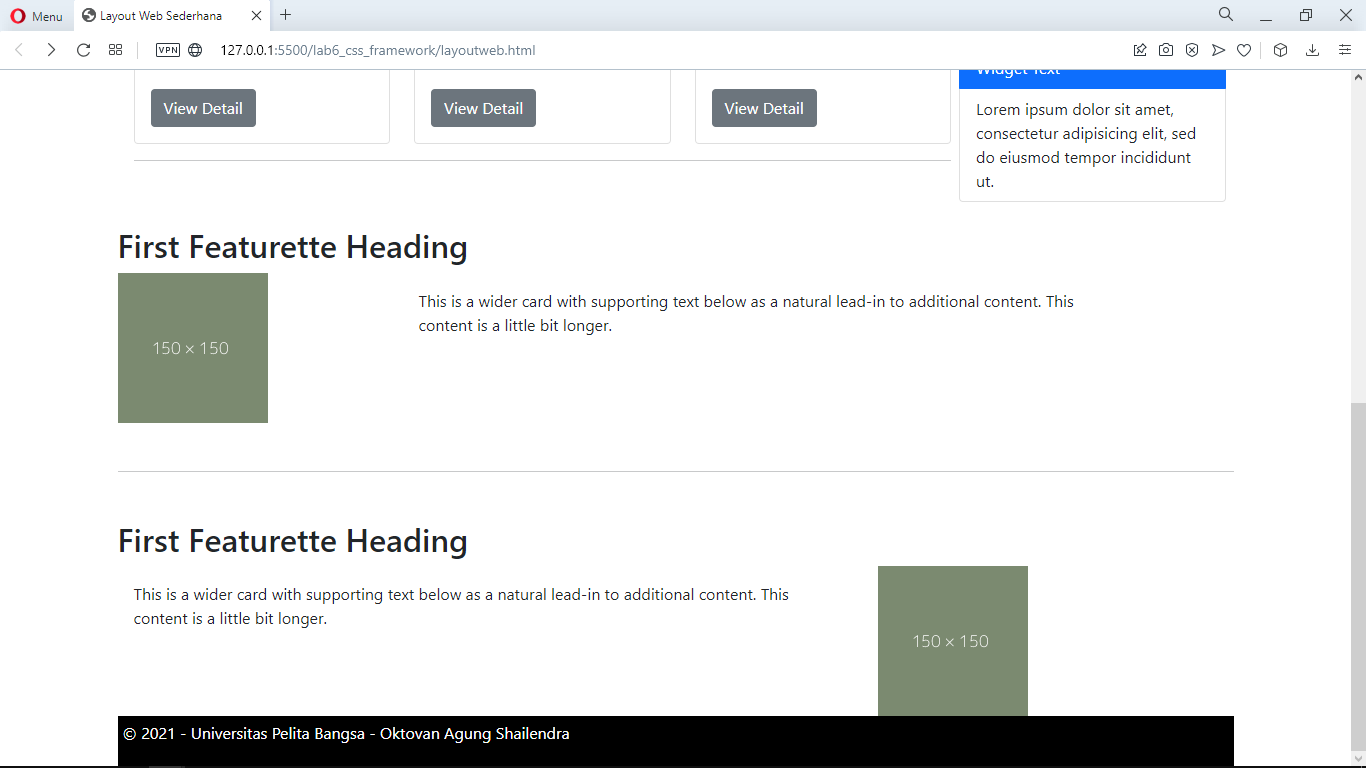 Menu
Layout Web Sederhana
VPN
127.0.0.1:5500/lab6_css_framework/layoutweb.html
View Detail
View Detail
View Detail
Widget Text
Lorem ipsum dolor sit amet,
consectetur adipisicing elit, sed
do eiusmod tempor incididunt
ut.
First Featurette Heading
150 × 150
This is a wider card with supporting text below as a natural lead-in to additional content. This
content is a little bit longer.
First Featurette Heading
This is a wider card with supporting text below as a natural lead-in to additional content. This
content is a little bit longer.
150 × 150
© 2021 - Universitas Pelita Bangsa - Oktovan Agung Shailendra